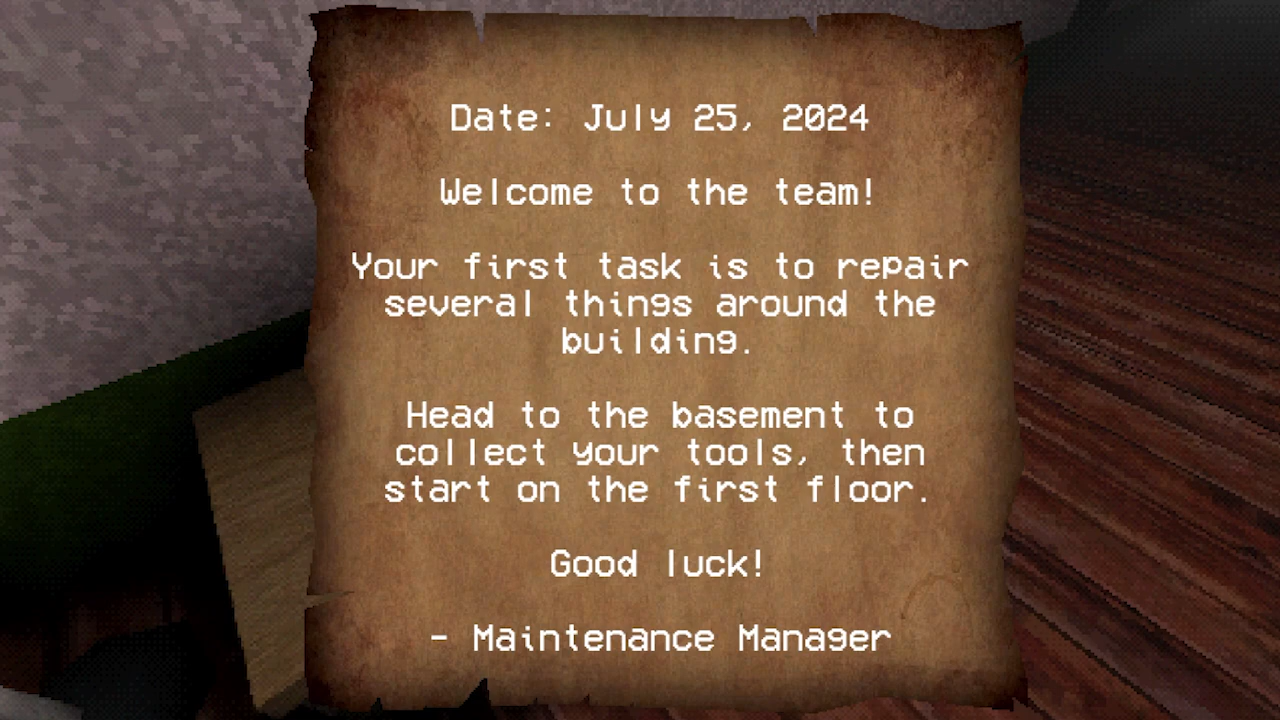 Date: July 25, 2024
Welcome to the team!
Your first task is to repair
several things around the
building.
Head to the basement to
collect your tools, then
start on the first floor.
Good luck!
- Maintenance Manager